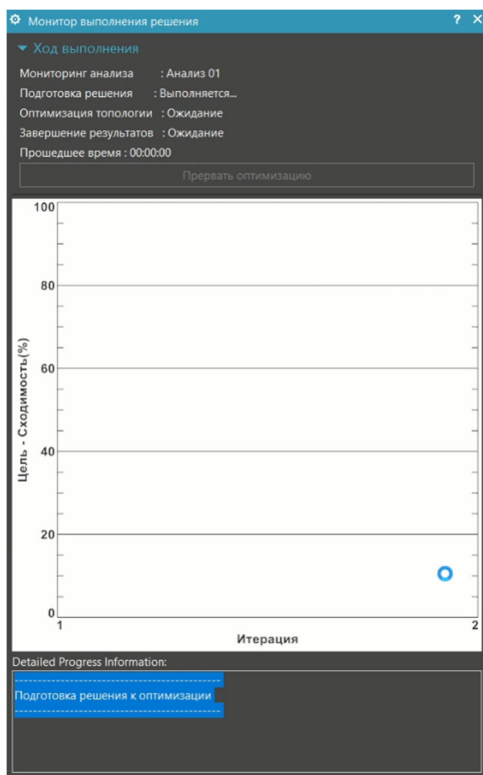 Монитор выполнения решения ? ×
Ход выполнения
Мониторинг анализа : Анализ 01
Подготовка решения : Выполняется...
Оптимизация топологии : Ожидание
Завершение результатов : Ожидание
Прошедшее время : 00:00:00
Прервать оптимизацию
100
80
60
40
20
0
Цель - Сходимость(%)
1 2
Итерация
Detailed Progress Information:
--------------------------------------------
Подготовка решения к оптимизации
--------------------------------------------